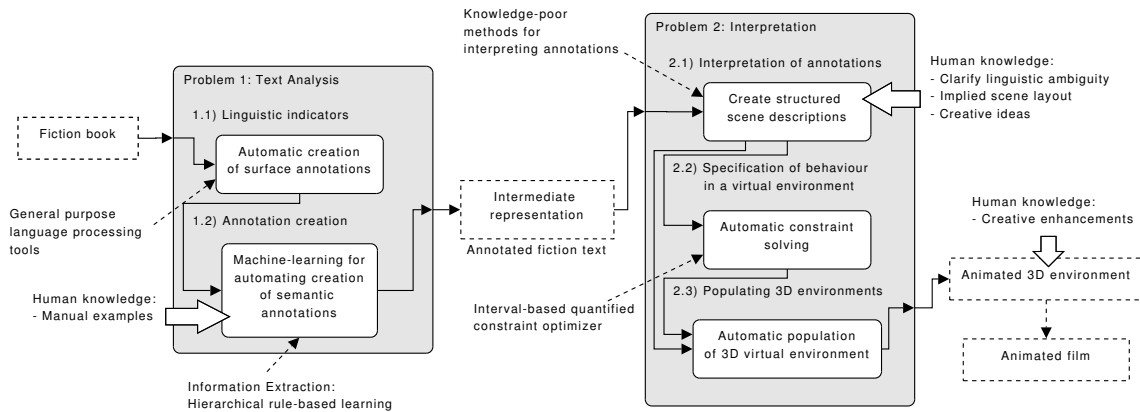 Problem 1: Text Analysis
Fiction book
1.1) Linguistic indicators
Automatic creation
of surface annotations
General purpose
language processing
tools
1.2) Annotation creation
Machine-learning for
automating creation
of semantic
annotations
Human knowledge:
- Manual examples
Information Extraction:
Hierarchical rule-based learning
Intermediate
representation
Annotated fiction text
Knowledge-poor
methods for
interpreting annotations
Problem 2: Interpretation
2.1) Interpretation of annotations
Create structured
scene descriptions
Human knowledge:
- Clarify linguistic ambiguity
- Implied scene layout
- Creative ideas
2.2) Specification of behaviour
in a virtual environment
Automatic constraint
solving
Interval-based quantified
constraint optimizer
2.3) Populating 3D environments
Automatic population
of 3D virtual environment
Human knowledge:
- Creative enhancements
Animated 3D environment
Animated film